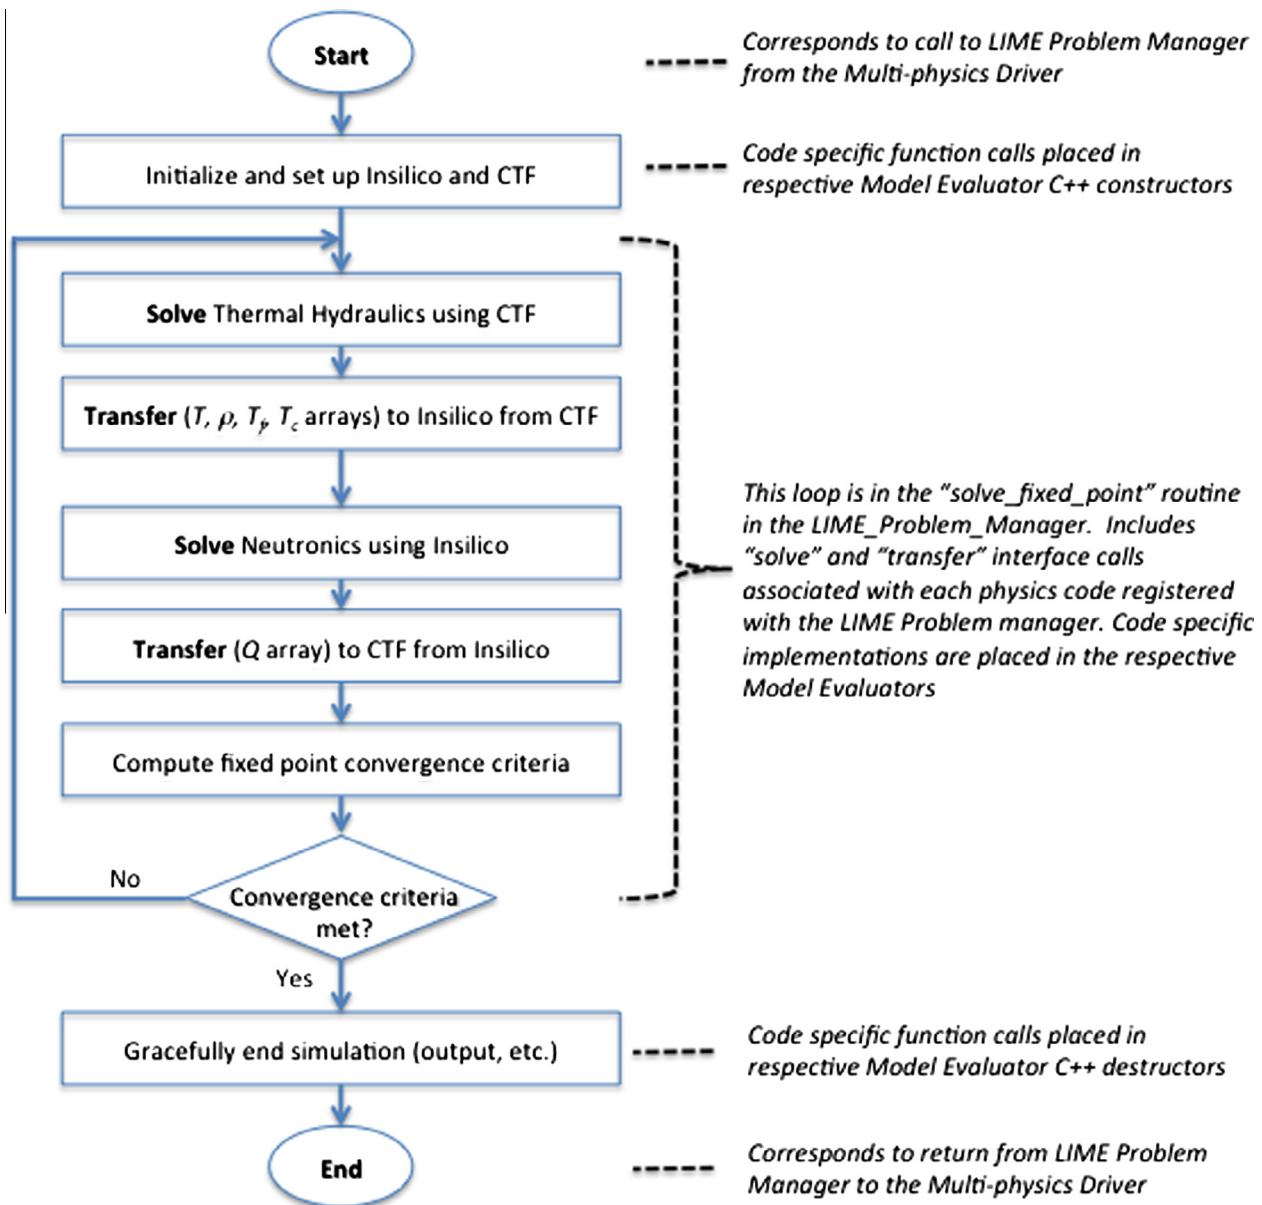 Start
Corresponds to call to LIME Problem Manager
from the Multi-physics Driver
Initialize and set up Insilico and CTF
Code specific function calls placed in
respective Model Evaluator C++ constructors
Solve Thermal Hydraulics using CTF
Transfer (T, ρ, Tf, Tc arrays) to Insilico from CTF
Solve Neutronics using Insilico
Transfer (Q array) to CTF from Insilico
Compute fixed point convergence criteria
This loop is in the “solve_fixed_point” routine
in the LIME_Problem_Manager. Includes
“solve” and “transfer” interface calls
associated with each physics code registered
with the LIME Problem manager. Code specific
implementations are placed in the respective
Model Evaluators
No
Convergence criteria
met?
Yes
Gracefully end simulation (output, etc.)
Code specific function calls placed in
respective Model Evaluator C++ destructors
End
Corresponds to return from LIME Problem
Manager to the Multi-physics Driver